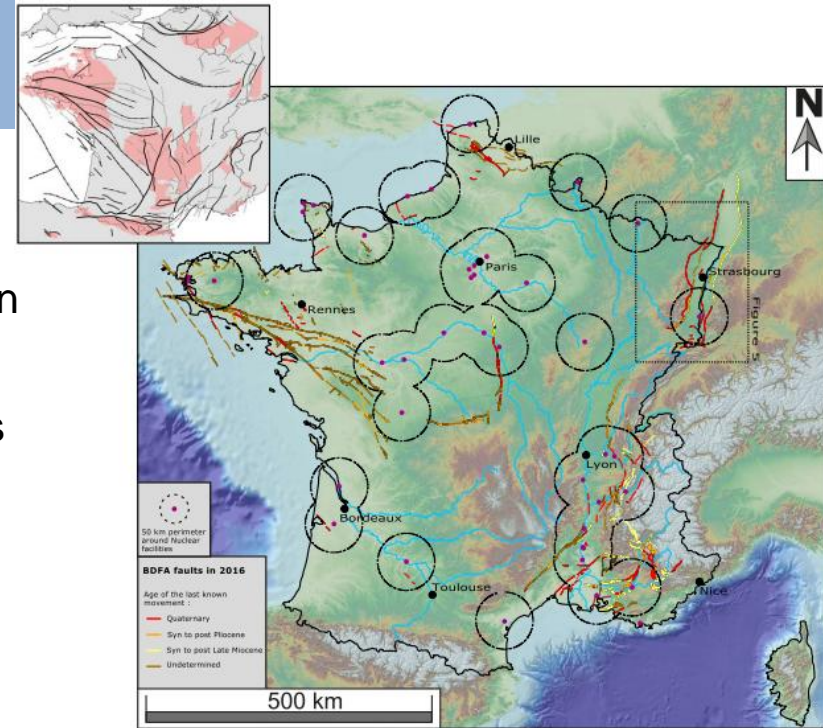 n
s
N
Lille
Paris
Strasbourg
Rennes
Figure 5
Lyon
Bordeaux
Toulouse
Nice
50 km perimeter
around Nuclear
facilities
BDFA faults in 2016
Age of the last known
movement :
Quaternary
Syn to post Pliocene
Syn to post Late Miocene
Undetermined
500 km